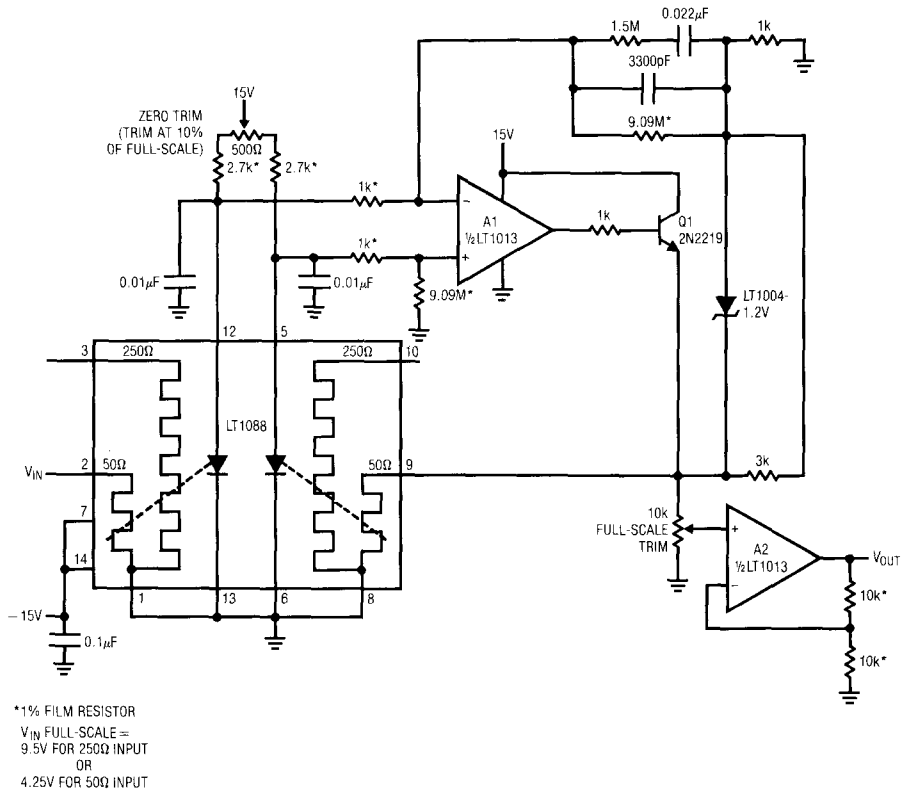 0.022µF
1.5M
1k
3300pF
15V
ZERO TRIM
(TRIM AT 10%
OF FULL-SCALE)
500Ω
2.7k*
2.7k*
9.09M*
15V
1k*
−
A1
½LT1013
+
1k
Q1
2N2219
1k*
0.01µF
0.01µF
9.09M*
LT1004-
1.2V
12
5
3
250Ω
250Ω
10
LT1088
VIN
2
50Ω
50Ω
9
3k
7
14
10k
FULL-SCALE
TRIM
+
A2
½LT1013
−
VOUT
10k*
10k*
1
13
6
8
−15V
0.1µF
*1% FILM RESISTOR
VIN FULL-SCALE =
9.5V FOR 250Ω INPUT
OR
4.25V FOR 50Ω INPUT